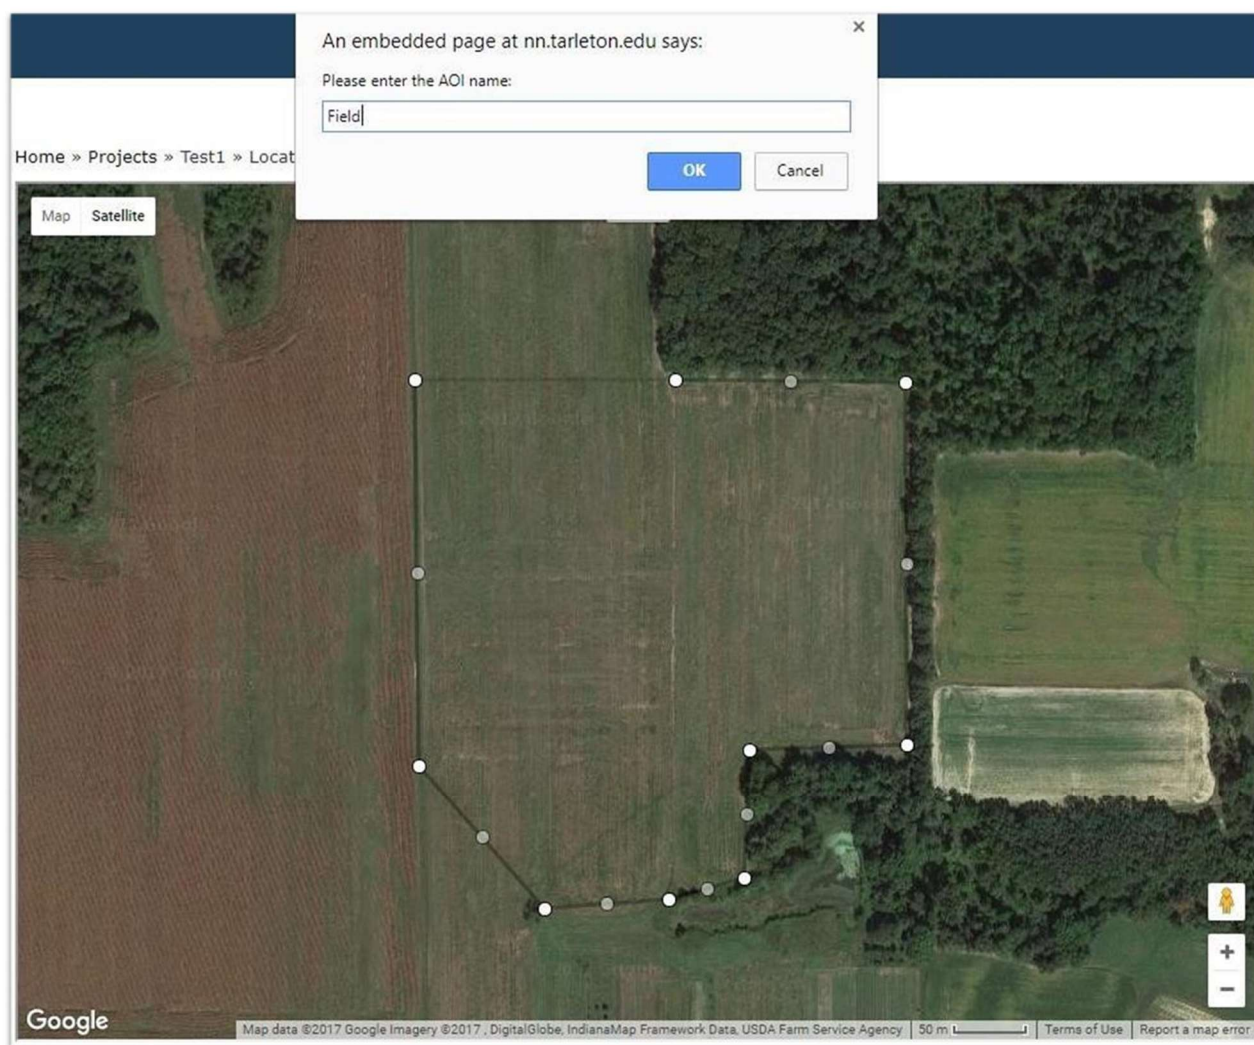 An embedded page at nn.tarleton.edu says:
Please enter the AOI name:
Field
OK Cancel
Home » Projects » Test1 » Locat
Map Satellite
Google
Map data ©2017 Google Imagery ©2017 , DigitalGlobe, IndianaMap Framework Data, USDA Farm Service Agency 50 m Terms of Use Report a map error